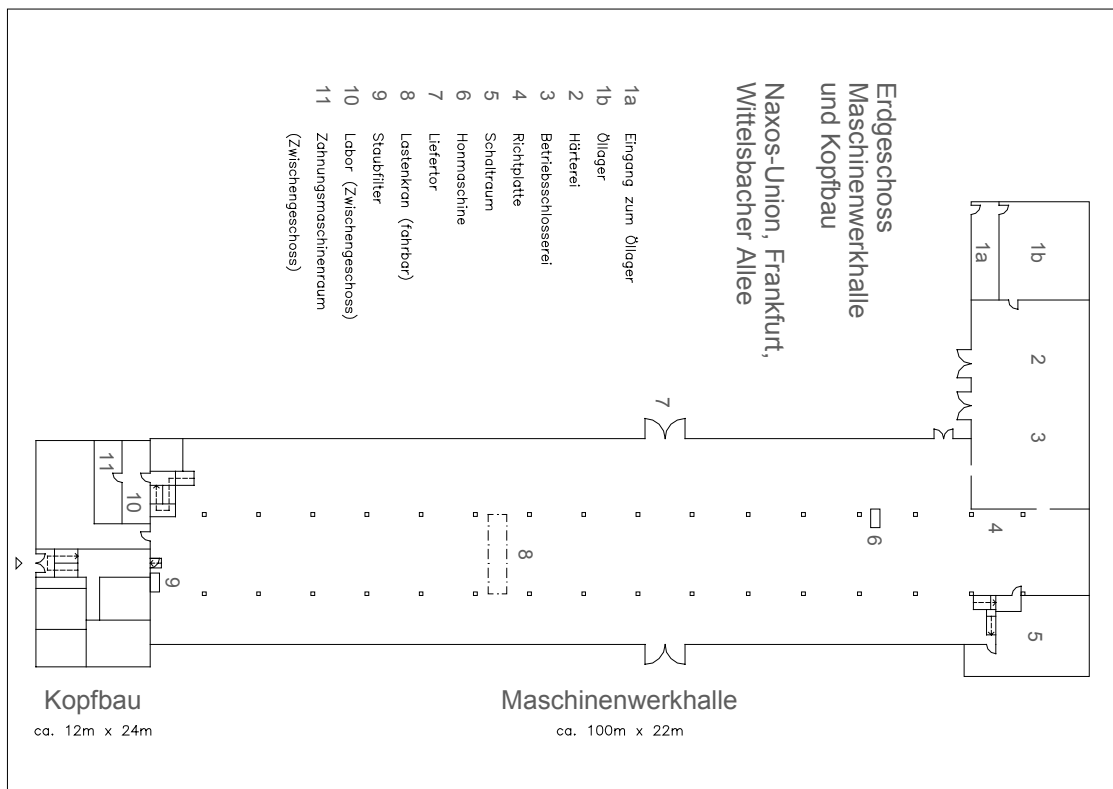 Erdgeschoss
Maschinenwerkhalle
und Kopfbau
Naxos-Union, Frankfurt,
Wittelsbacher Allee
1a Eingang zum Öllager
1b Öllager
2 Härterei
3 Betriebsschlosserei
4 Richtplatte
5 Schaltraum
6 Honmaschine
7 Liefertor
8 Lastenkran (fahrbar)
9 Staubfilter
10 Labor (Zwischengeschoss)
11 Zahnungsmaschinenraum
(Zwischengeschoss)
1a
1b
2
3
4
5
6
7
8
9
10
11
Kopfbau
ca. 12m x 24m
Maschinenwerkhalle
ca. 100m x 22m